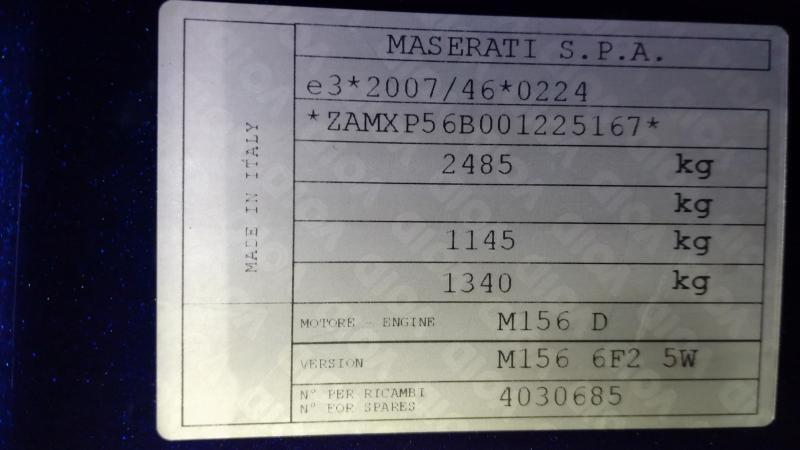 MASERATI S.P.A.
e3*2007/46*0224
*ZAMXP56B001225167*
2485 kg
kg
1145 kg
1340 kg
MOTORE - ENGINE M156 D
VERSION M156 6F2 5W
N° PER RICAMBI
N° FOR SPARES 4030685
MADE IN ITALY